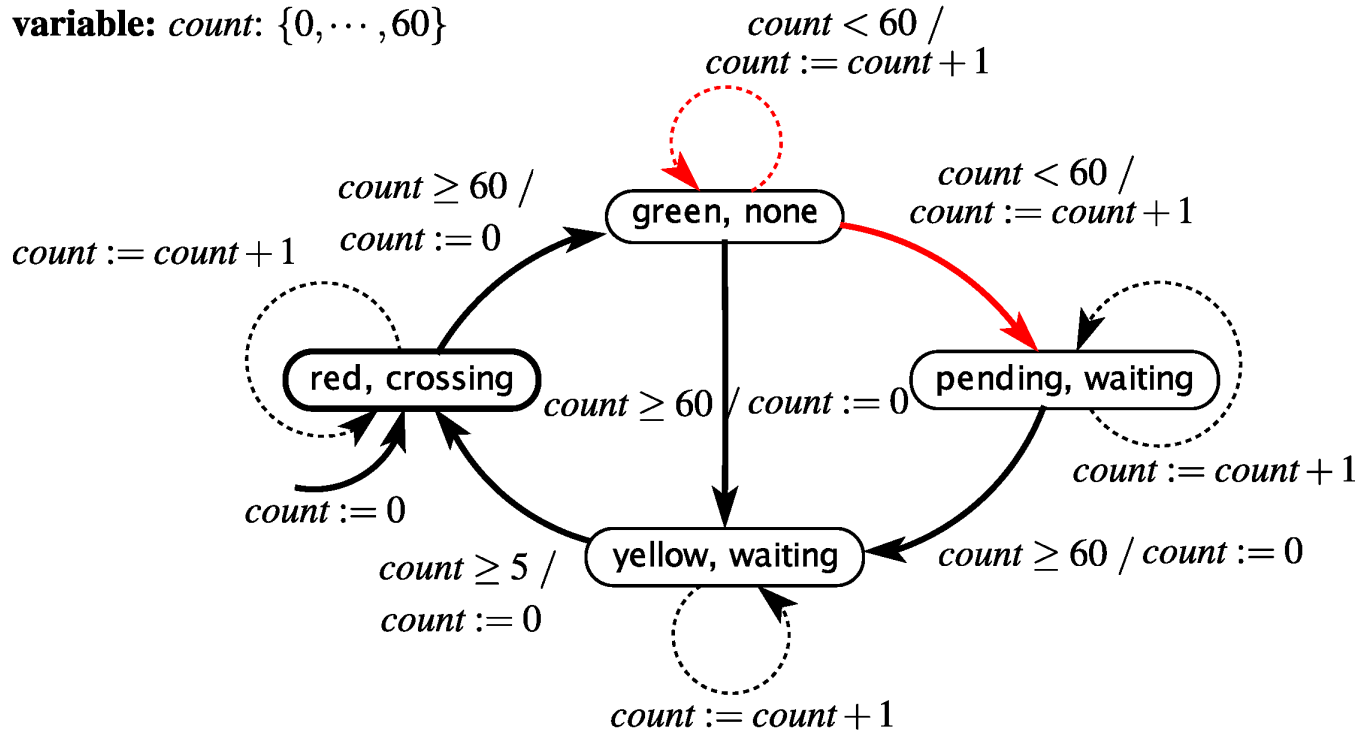 variable: count: {0, ⋯ , 60}
count < 60 /
count := count + 1
count ≥ 60 /
count := 0
count < 60 /
count := count + 1
green, none
count := count + 1
red, crossing
pending, waiting
count ≥ 60 / count := 0
count := count + 1
count := 0
yellow, waiting
count ≥ 60 / count := 0
count ≥ 5 /
count := 0
count := count + 1